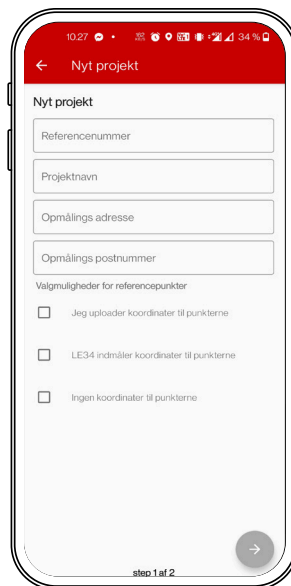 10.27 34 %
Nyt projekt
Nyt projekt
Referencenummer
Projektnavn
Opmålings adresse
Opmålings postnummer
Valgmuligheder for referencepunkter
Jeg uploader koordinater til punkterne
LE34 indmåler koordinater til punkterne
Ingen koordinater til punkterne
step 1 af 2